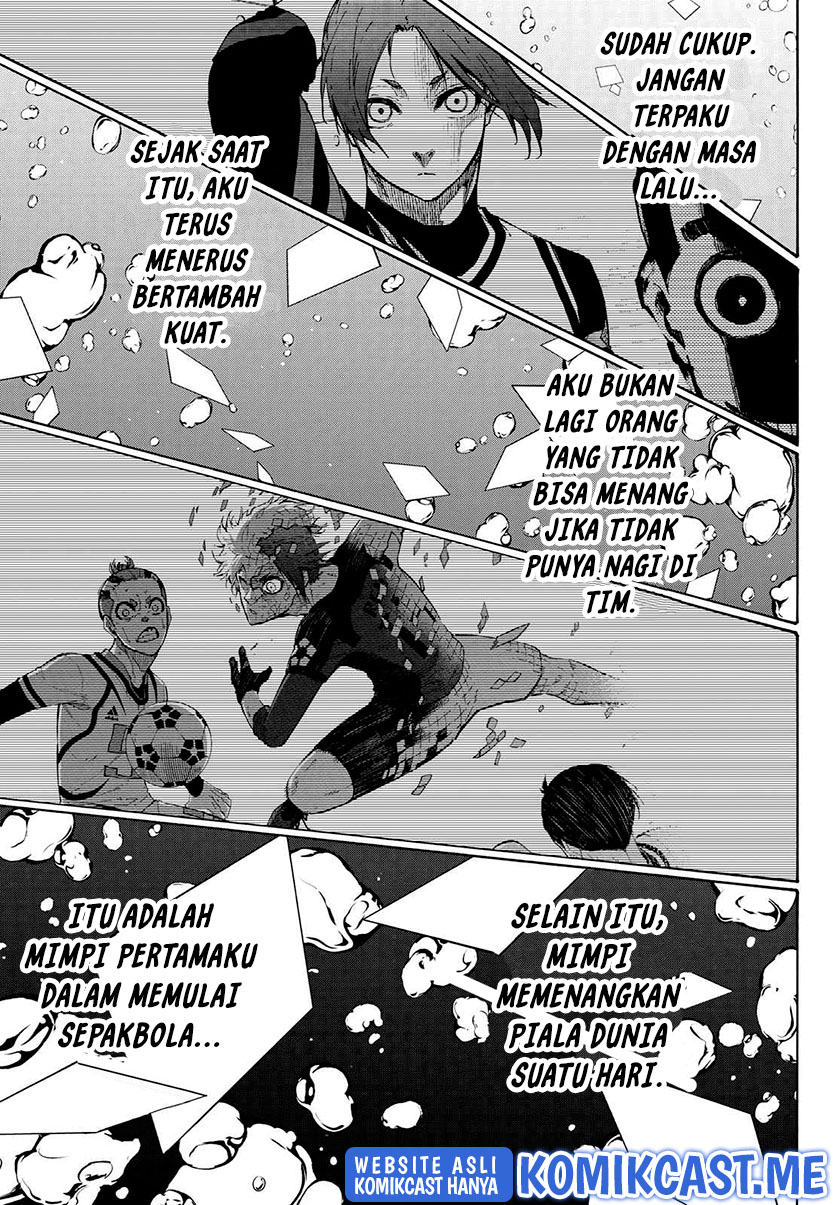 SUDAH CUKUP.
JANGAN
TERPAKU
DENGAN MASA
LALU...
SEJAK SAAT
ITU, AKU
TERUS
MENERUS
BERTAMBAH
KUAT.
AKU BUKAN
LAGI ORANG
YANG TIDAK
BISA MENANG
JIKA TIDAK
PUNYA NAGI DI
TIM.
SELAIN ITU,
MIMPI
MEMENANGKAN
PIALA DUNIA
SUATU HARI.
ITU ADALAH
MIMPI PERTAMAKU
DALAM MEMULAI
SEPAKBOLA...
WEBSITE ASLI
KOMIKCAST HANYA
KOMIKCAST.ME